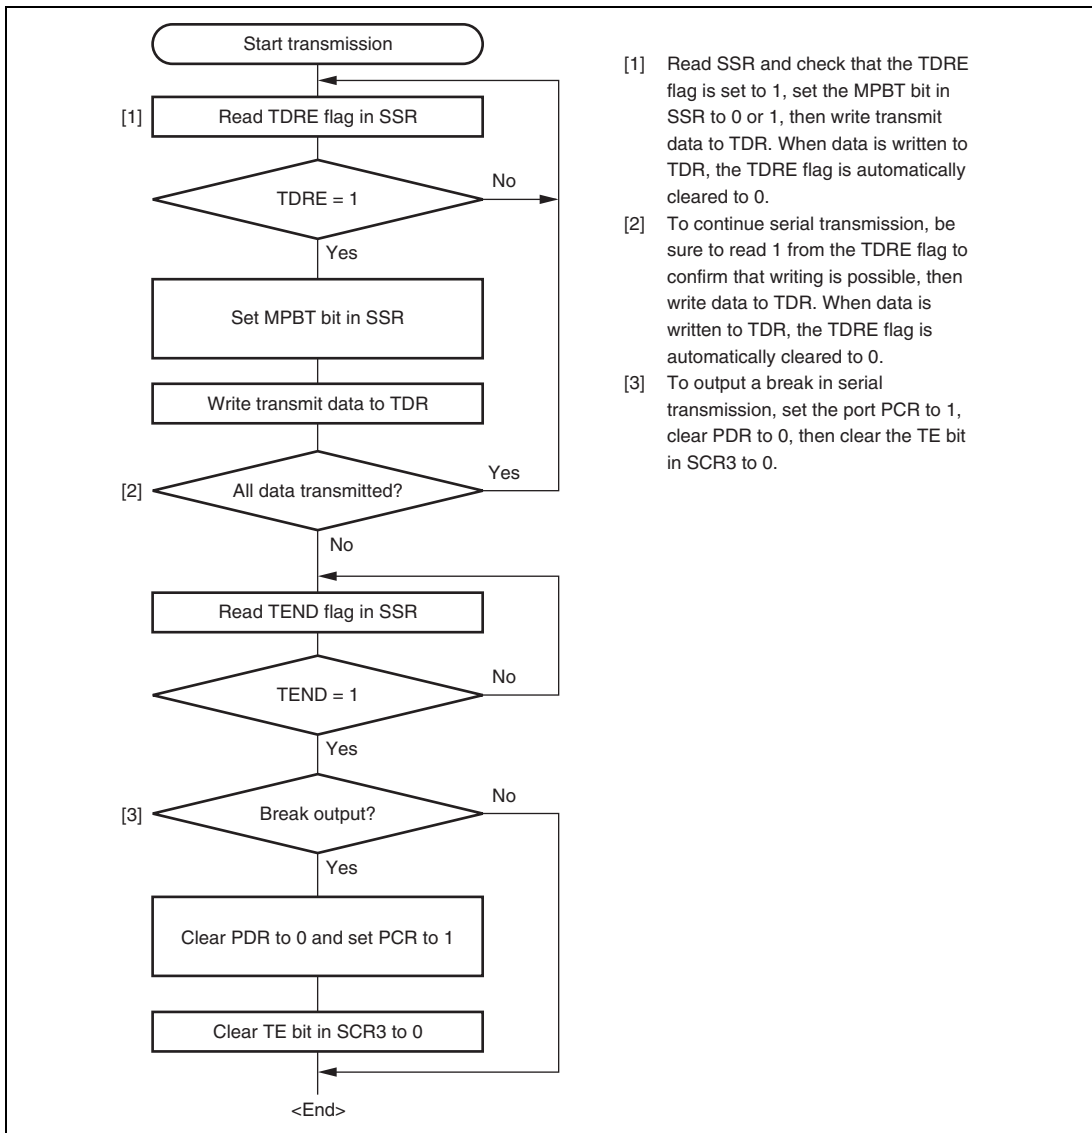 Start transmission
[1] Read TDRE flag in SSR
TDRE = 1
No
Yes
Set MPBT bit in SSR
Write transmit data to TDR
[2] All data transmitted?
Yes
No
Read TEND flag in SSR
TEND = 1
No
Yes
[3] Break output?
No
Yes
Clear PDR to 0 and set PCR to 1
Clear TE bit in SCR3 to 0
<End>
[1] Read SSR and check that the TDRE
flag is set to 1, set the MPBT bit in
SSR to 0 or 1, then write transmit
data to TDR. When data is written to
TDR, the TDRE flag is automatically
cleared to 0.
[2] To continue serial transmission, be
sure to read 1 from the TDRE flag to
confirm that writing is possible, then
write data to TDR. When data is
written to TDR, the TDRE flag is
automatically cleared to 0.
[3] To output a break in serial
transmission, set the port PCR to 1,
clear PDR to 0, then clear the TE bit
in SCR3 to 0.